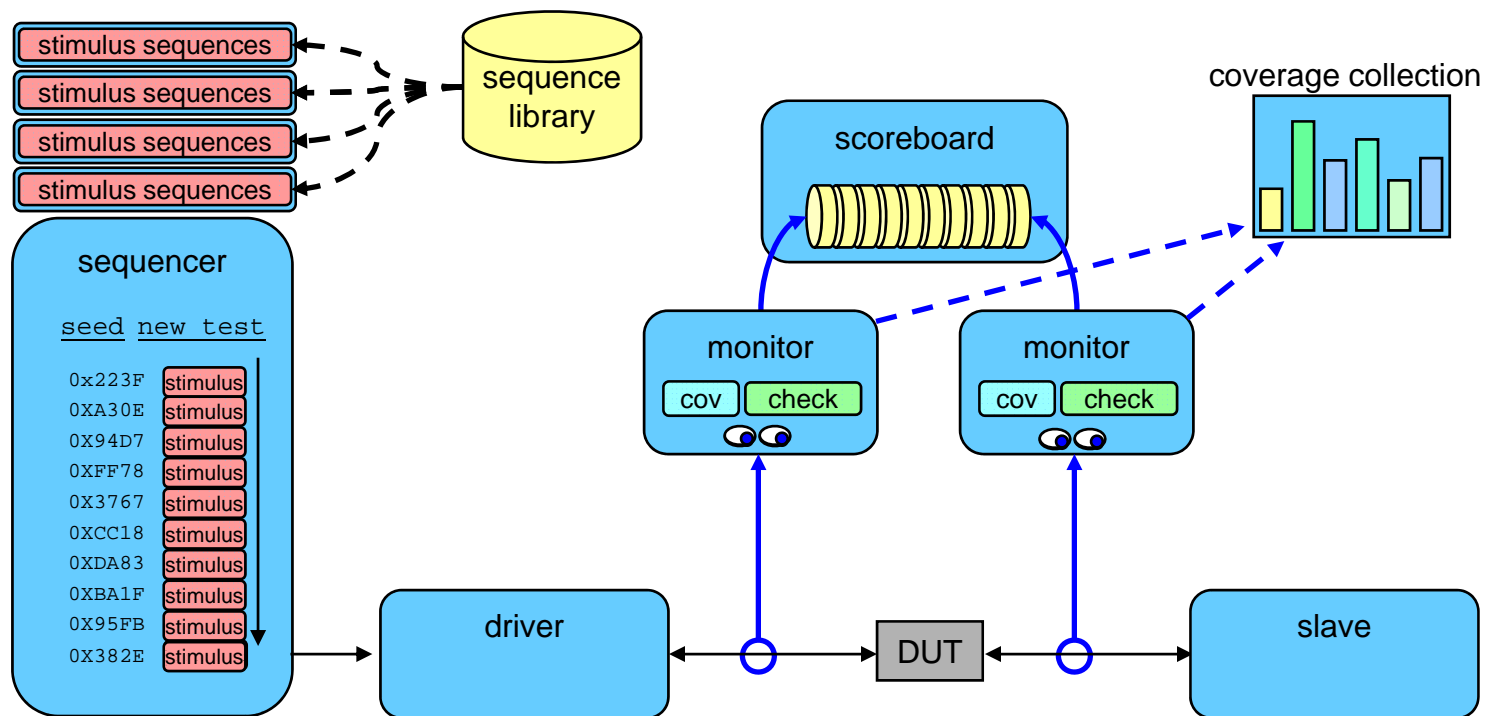 stimulus sequences
stimulus sequences
stimulus sequences
stimulus sequences
sequence
library
coverage collection
scoreboard
sequencer
seed new test
0x223F stimulus
0XA30E stimulus
0X94D7 stimulus
0XFF78 stimulus
0X3767 stimulus
0XCC18 stimulus
0XDA83 stimulus
0XBA1F stimulus
0X95FB stimulus
0X382E stimulus
monitor
cov check
monitor
cov check
driver
DUT
slave